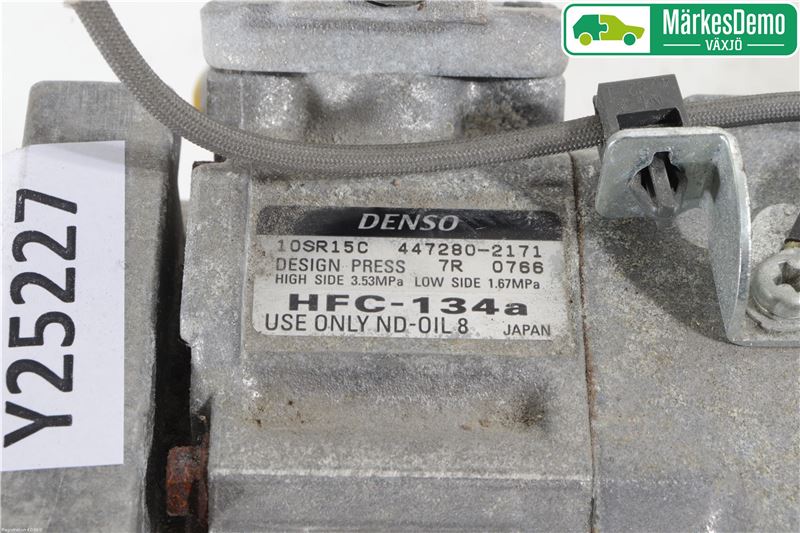 MärkesDemo
VÄXJÖ
Y25227
DENSO
10SR15C 447280-2171
DESIGN PRESS 7R 0766
HIGH SIDE 3.53MPa LOW SIDE 1.67MPa
HFC-134a
USE ONLY ND-OIL 8 JAPAN